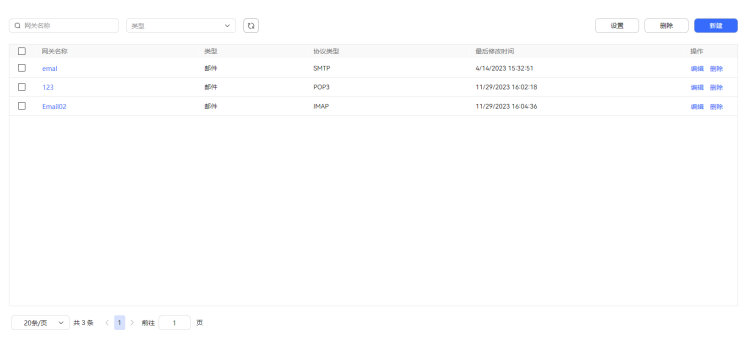 网关名称 类型 设置 删除 新建
网关名称 类型 协议类型 最后修改时间 操作
emal 邮件 SMTP 4/14/2023 15:32:51 编辑 删除
123 邮件 POP3 11/29/2023 16:02:18 编辑 删除
Email02 邮件 IMAP 11/29/2023 16:04:36 编辑 删除
20条/页 共 3 条 1 前往 1 页